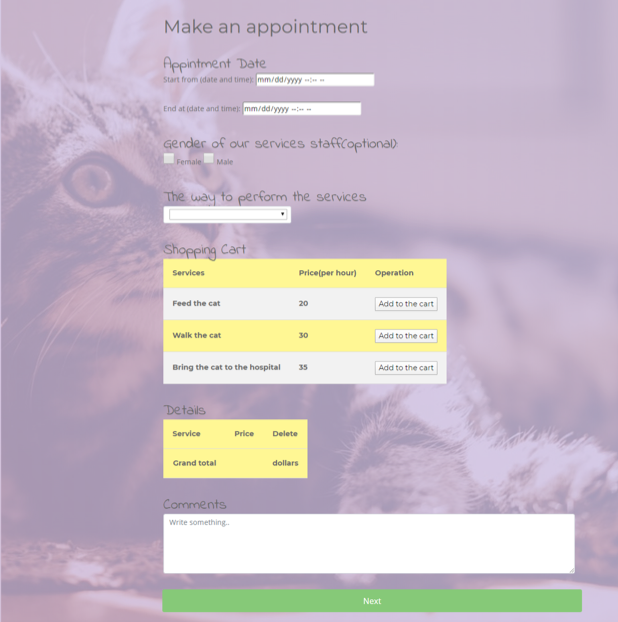 Make an appointment
Appintment Date
Start from (date and time): mm/dd/yyyy --:-- --
End at (date and time): mm/dd/yyyy --:-- --
Gender of our services staff(optional):
Female Male
The way to perform the services
Shopping Cart
Services Price(per hour) Operation
Feed the cat 20 Add to the cart
Walk the cat 30 Add to the cart
Bring the cat to the hospital 35 Add to the cart
Details
Service Price Delete
Grand total dollars
Comments
Write something..
Next